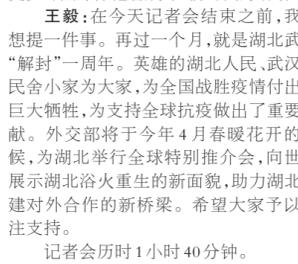 王毅：在今天记者会结束之前，我
想提一件事。再过一个月，就是湖北武
“解封”一周年。英雄的湖北人民、武汉
民舍小家为大家，为全国战胜疫情付出
巨大牺牲，为支持全球抗疫做出了重要
献。外交部将于今年4月春暖花开的
候，为湖北举行全球特别推介会，向世
展示湖北浴火重生的新面貌，助力湖北
建对外合作的新桥梁。希望大家予以
注支持。
记者会历时1小时40分钟。